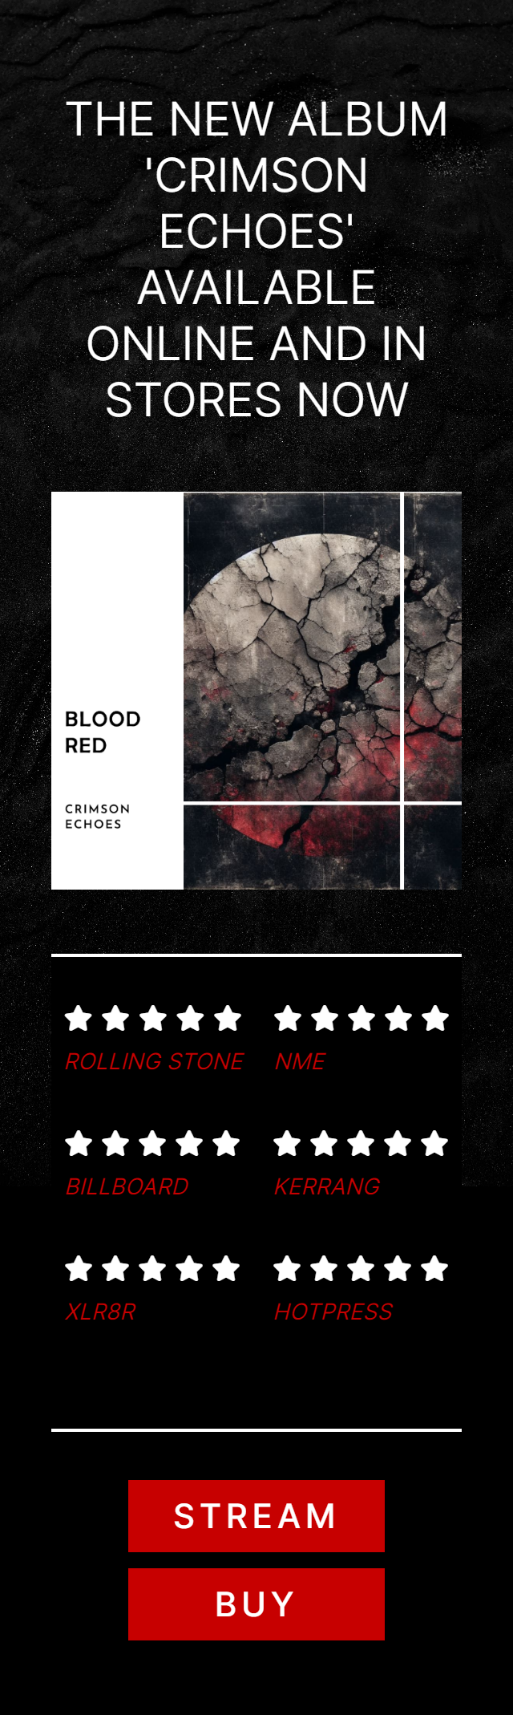 THE NEW ALBUM
'CRIMSON
ECHOES'
AVAILABLE
ONLINE AND IN
STORES NOW
BLOOD
RED
CRIMSON
ECHOES
ROLLING STONE
NME
BILLBOARD
KERRANG
XLR8R
HOTPRESS
STREAM
BUY